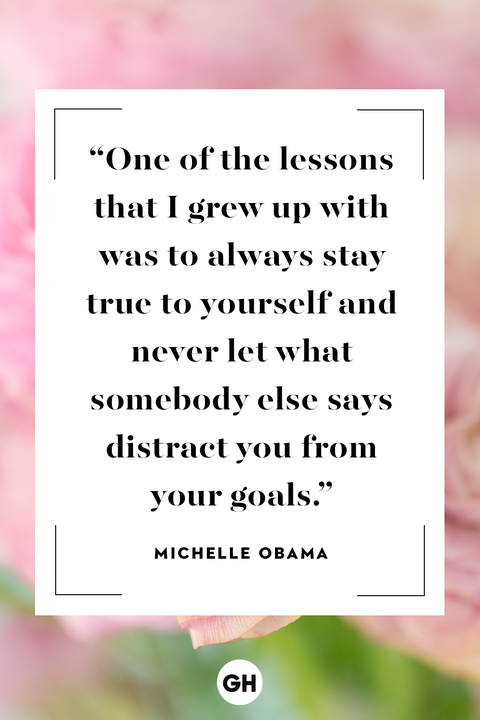 “One of the lessons
that I grew up with
was to always stay
true to yourself and
never let what
somebody else says
distract you from
your goals.”
MICHELLE OBAMA
GH